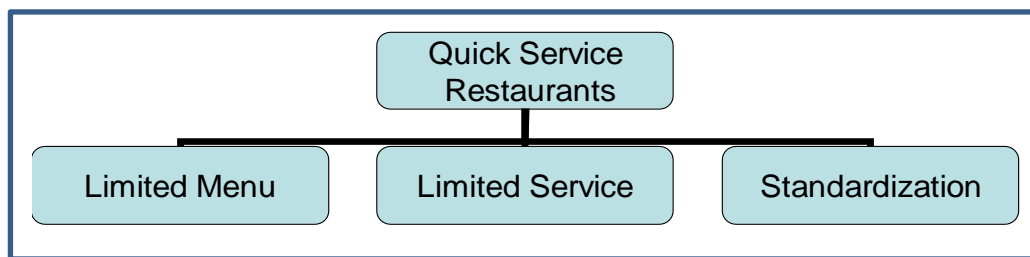 Quick Service
Restaurants
Limited Menu
Limited Service
Standardization